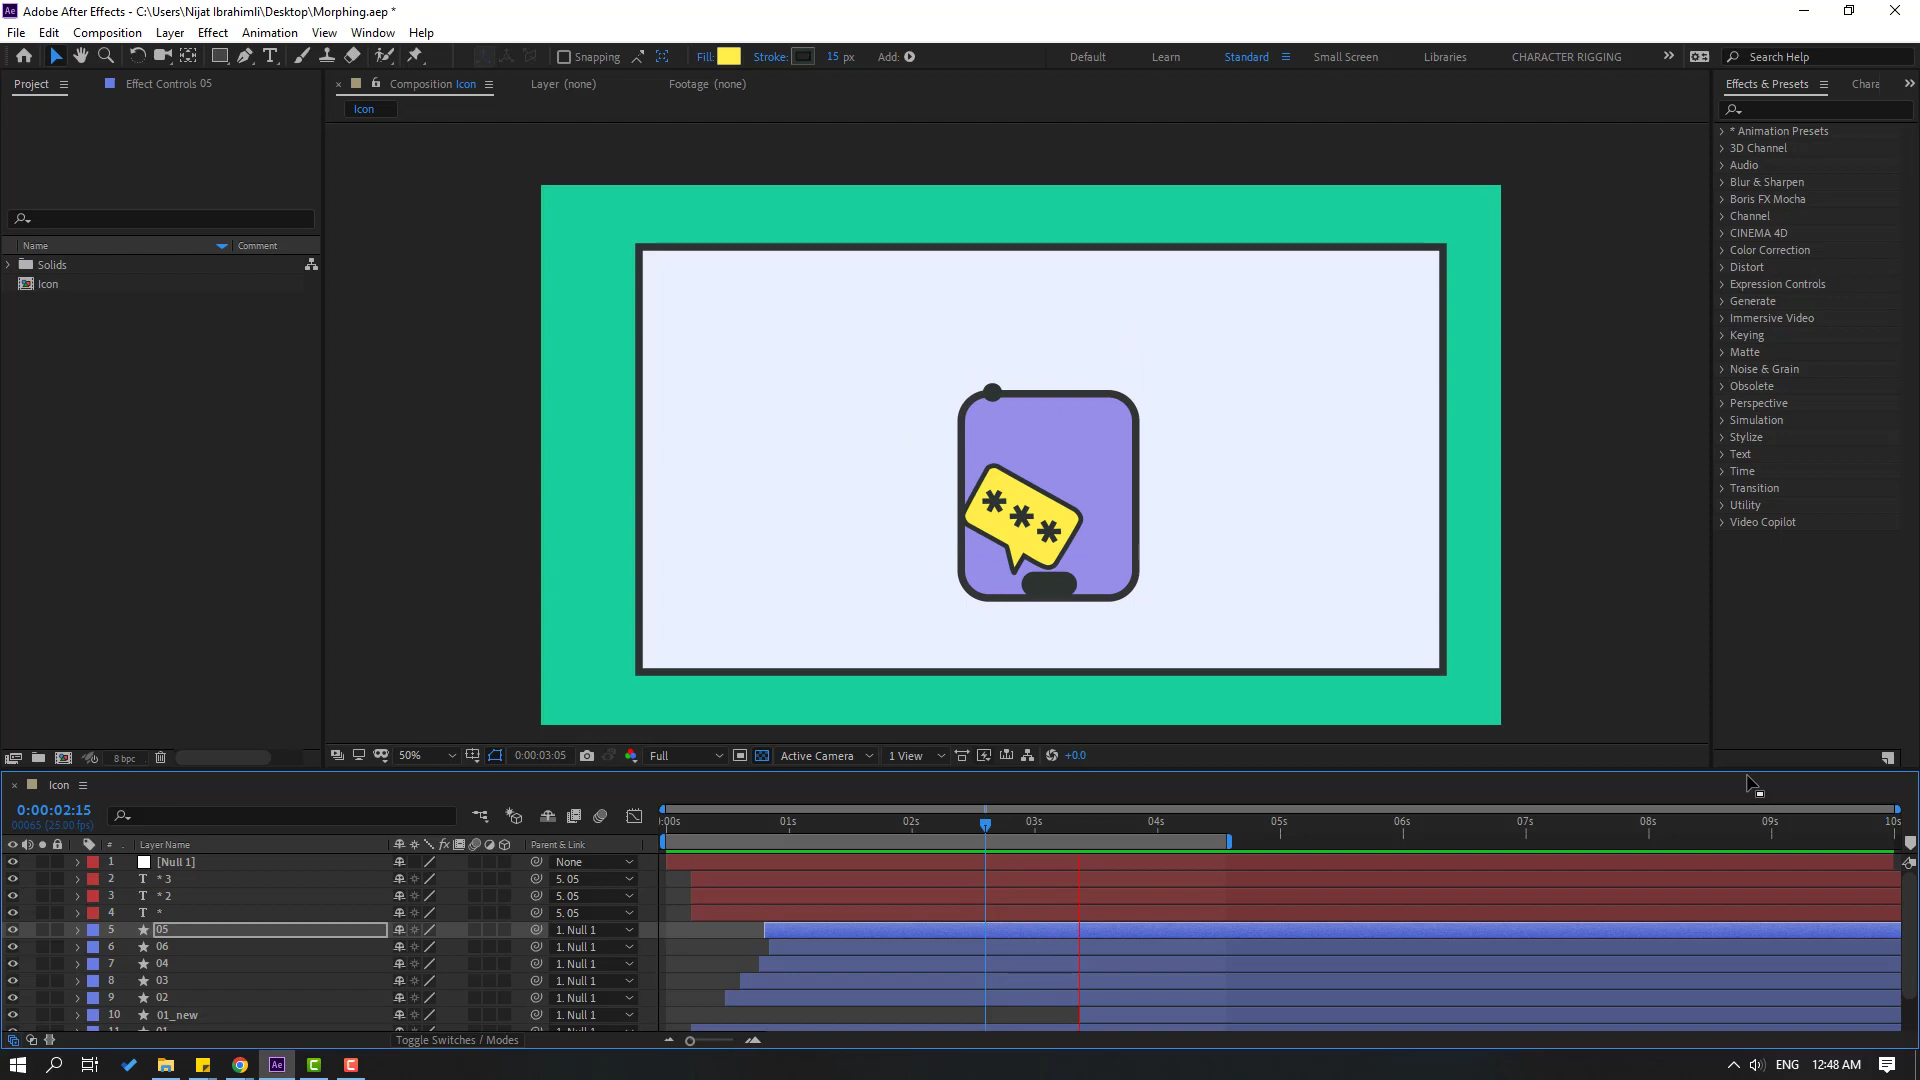 Adobe After Effects - C:\Users\Nijat Ibrahimli\Desktop\Morphing.aep *
File Edit Composition Layer Effect Animation View Window Help
Snapping Fill: Stroke: 15 px Add: Default Learn Standard Small Screen Libraries CHARACTER RIGGING Search Help
Project Effect Controls 05 Composition Icon Layer (none) Footage (none) Effects & Presets Chara
Icon
* Animation Presets
3D Channel
Audio
Blur & Sharpen
Boris FX Mocha
Channel
CINEMA 4D
Color Correction
Distort
Expression Controls
Generate
Immersive Video
Keying
Matte
Noise & Grain
Obsolete
Perspective
Simulation
Stylize
Text
Time
Transition
Utility
Video Copilot
Name Comment
Solids
Icon
* * *
8 bpc 50% 0:00:03:05 Full Active Camera 1 View +0.0
Icon
0:00:02:15
00065 (25.00 fps)
:00s 01s 02s 03s 04s 05s 06s 07s 08s 09s 10s
# Layer Name fx Parent & Link
1 [Null 1] None
2 T * 3 5. 05
3 T * 2 5. 05
4 T * 5. 05
5 05 1. Null 1
6 06 1. Null 1
7 04 1. Null 1
8 03 1. Null 1
9 02 1. Null 1
10 01_new 1. Null 1
Toggle Switches / Modes
Ae ENG 12:48 AM